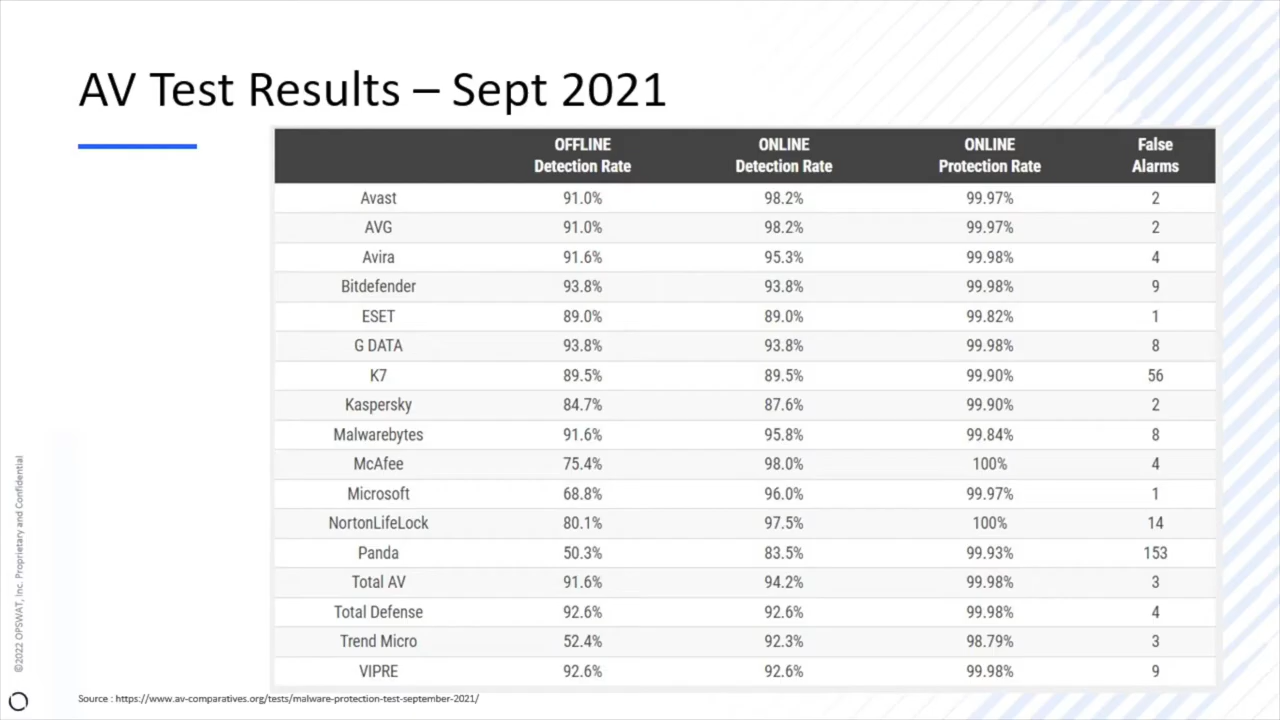 AV Test Results – Sept 2021
OFFLINE Detection Rate ONLINE Detection Rate ONLINE Protection Rate False Alarms
Avast 91.0% 98.2% 99.97% 2
AVG 91.0% 98.2% 99.97% 2
Avira 91.6% 95.3% 99.98% 4
Bitdefender 93.8% 93.8% 99.98% 9
ESET 89.0% 89.0% 99.82% 1
G DATA 93.8% 93.8% 99.98% 8
K7 89.5% 89.5% 99.90% 56
Kaspersky 84.7% 87.6% 99.90% 2
Malwarebytes 91.6% 95.8% 99.84% 8
McAfee 75.4% 98.0% 100% 4
Microsoft 68.8% 96.0% 99.97% 1
NortonLifeLock 80.1% 97.5% 100% 14
Panda 50.3% 83.5% 99.93% 153
Total AV 91.6% 94.2% 99.98% 3
Total Defense 92.6% 92.6% 99.98% 4
Trend Micro 52.4% 92.3% 98.79% 3
VIPRE 92.6% 92.6% 99.98% 9
Source : https://www.av-comparatives.org/tests/malware-protection-test-september-2021/
©2022 OPSWAT, Inc. Proprietary and Confidential